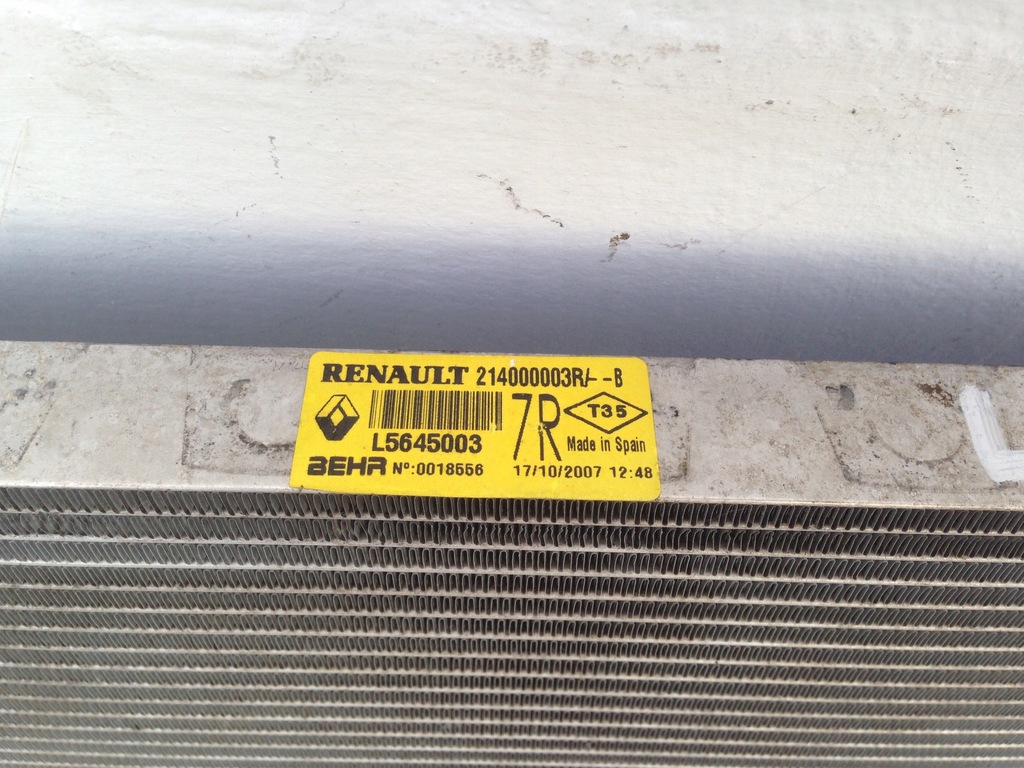 RENAULT 214000003R/--B
L5645003
7R
T35
Made in Spain
BEHR Nº:0018556
17/10/2007 12:48